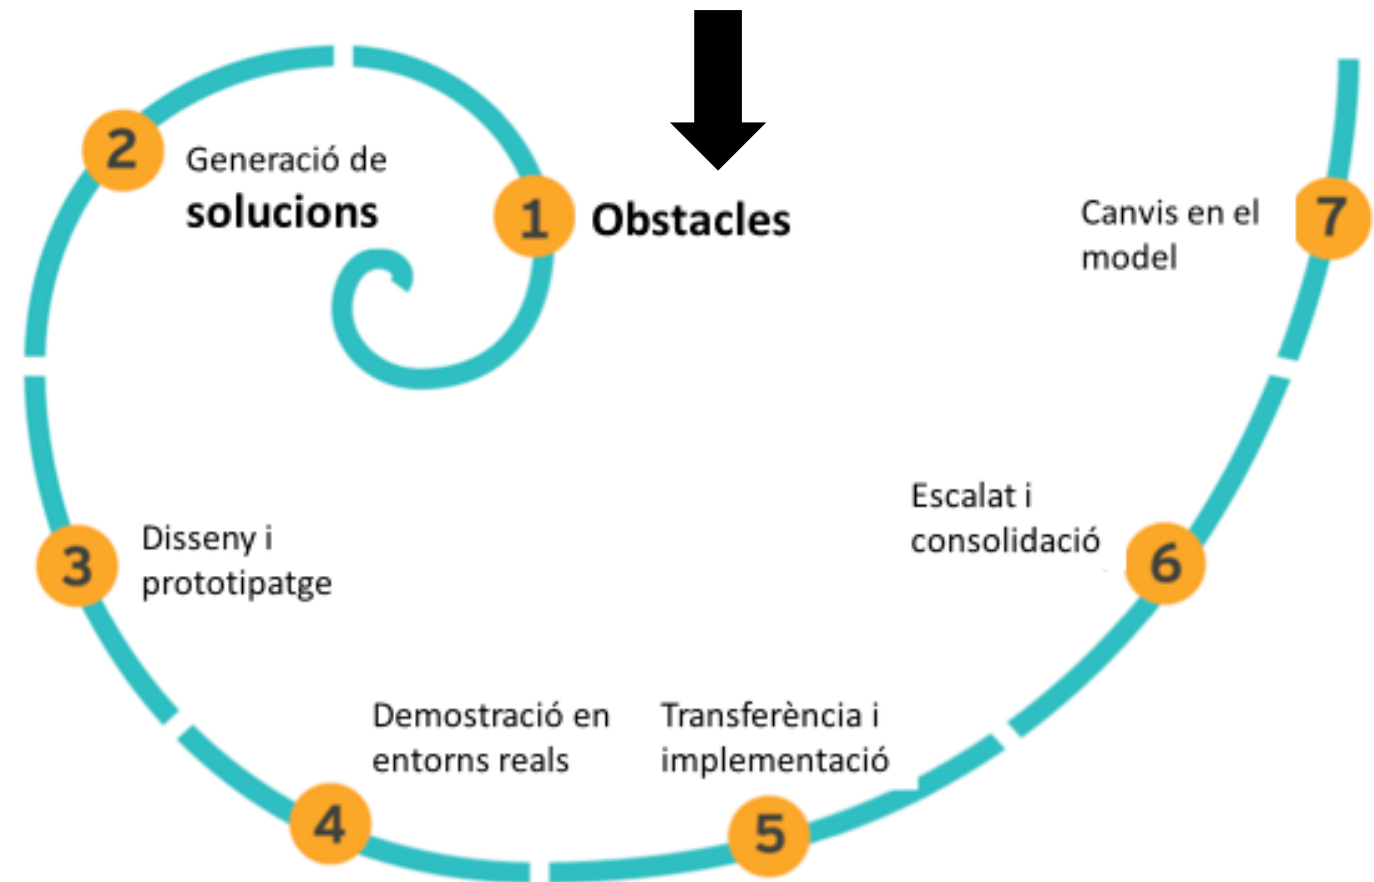 1
Obstacles
2
Generació de
solucions
3
Disseny i
prototipatge
4
Demostració en
entorns reals
5
Transferència i
implementació
6
Escalat i
consolidació
7
Canvis en el
model